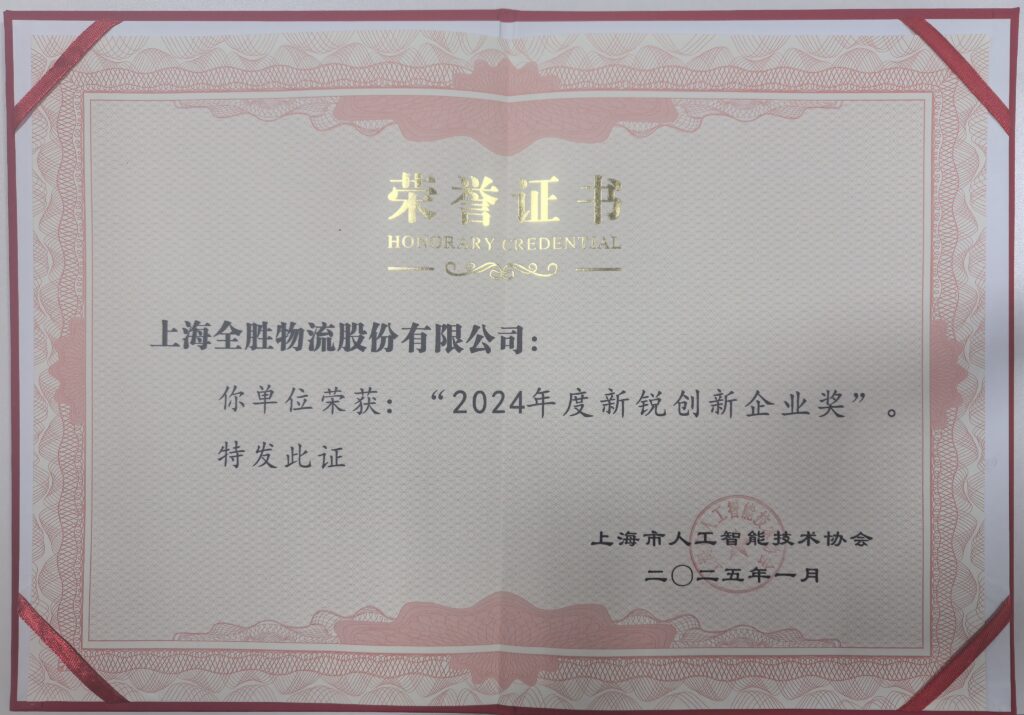 荣誉证书
HONORARY CREDENTIAL
上海全胜物流股份有限公司：
你单位荣获：“2024年度新锐创新企业奖”。
特发此证
上海市人工智能技术协会
二〇二五年一月